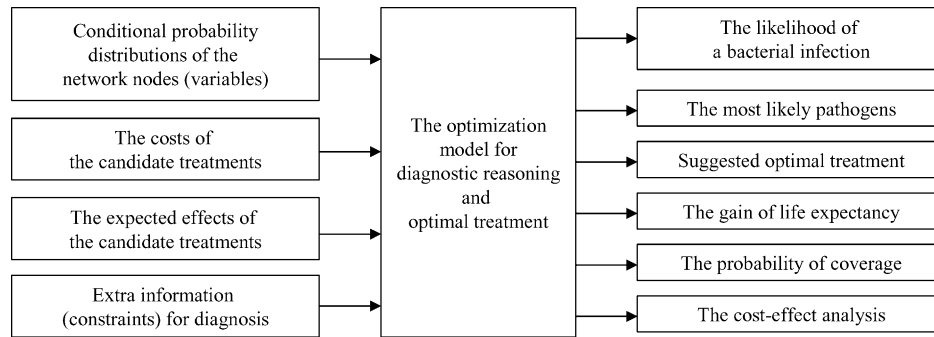 Conditional probability
distributions of the
network nodes (variables)
The costs of
the candidate treatments
The expected effects of
the candidate treatments
Extra information
(constraints) for diagnosis
The optimization
model for
diagnostic reasoning
and
optimal treatment
The likelihood of
a bacterial infection
The most likely pathogens
Suggested optimal treatment
The gain of life expectancy
The probability of coverage
The cost-effect analysis